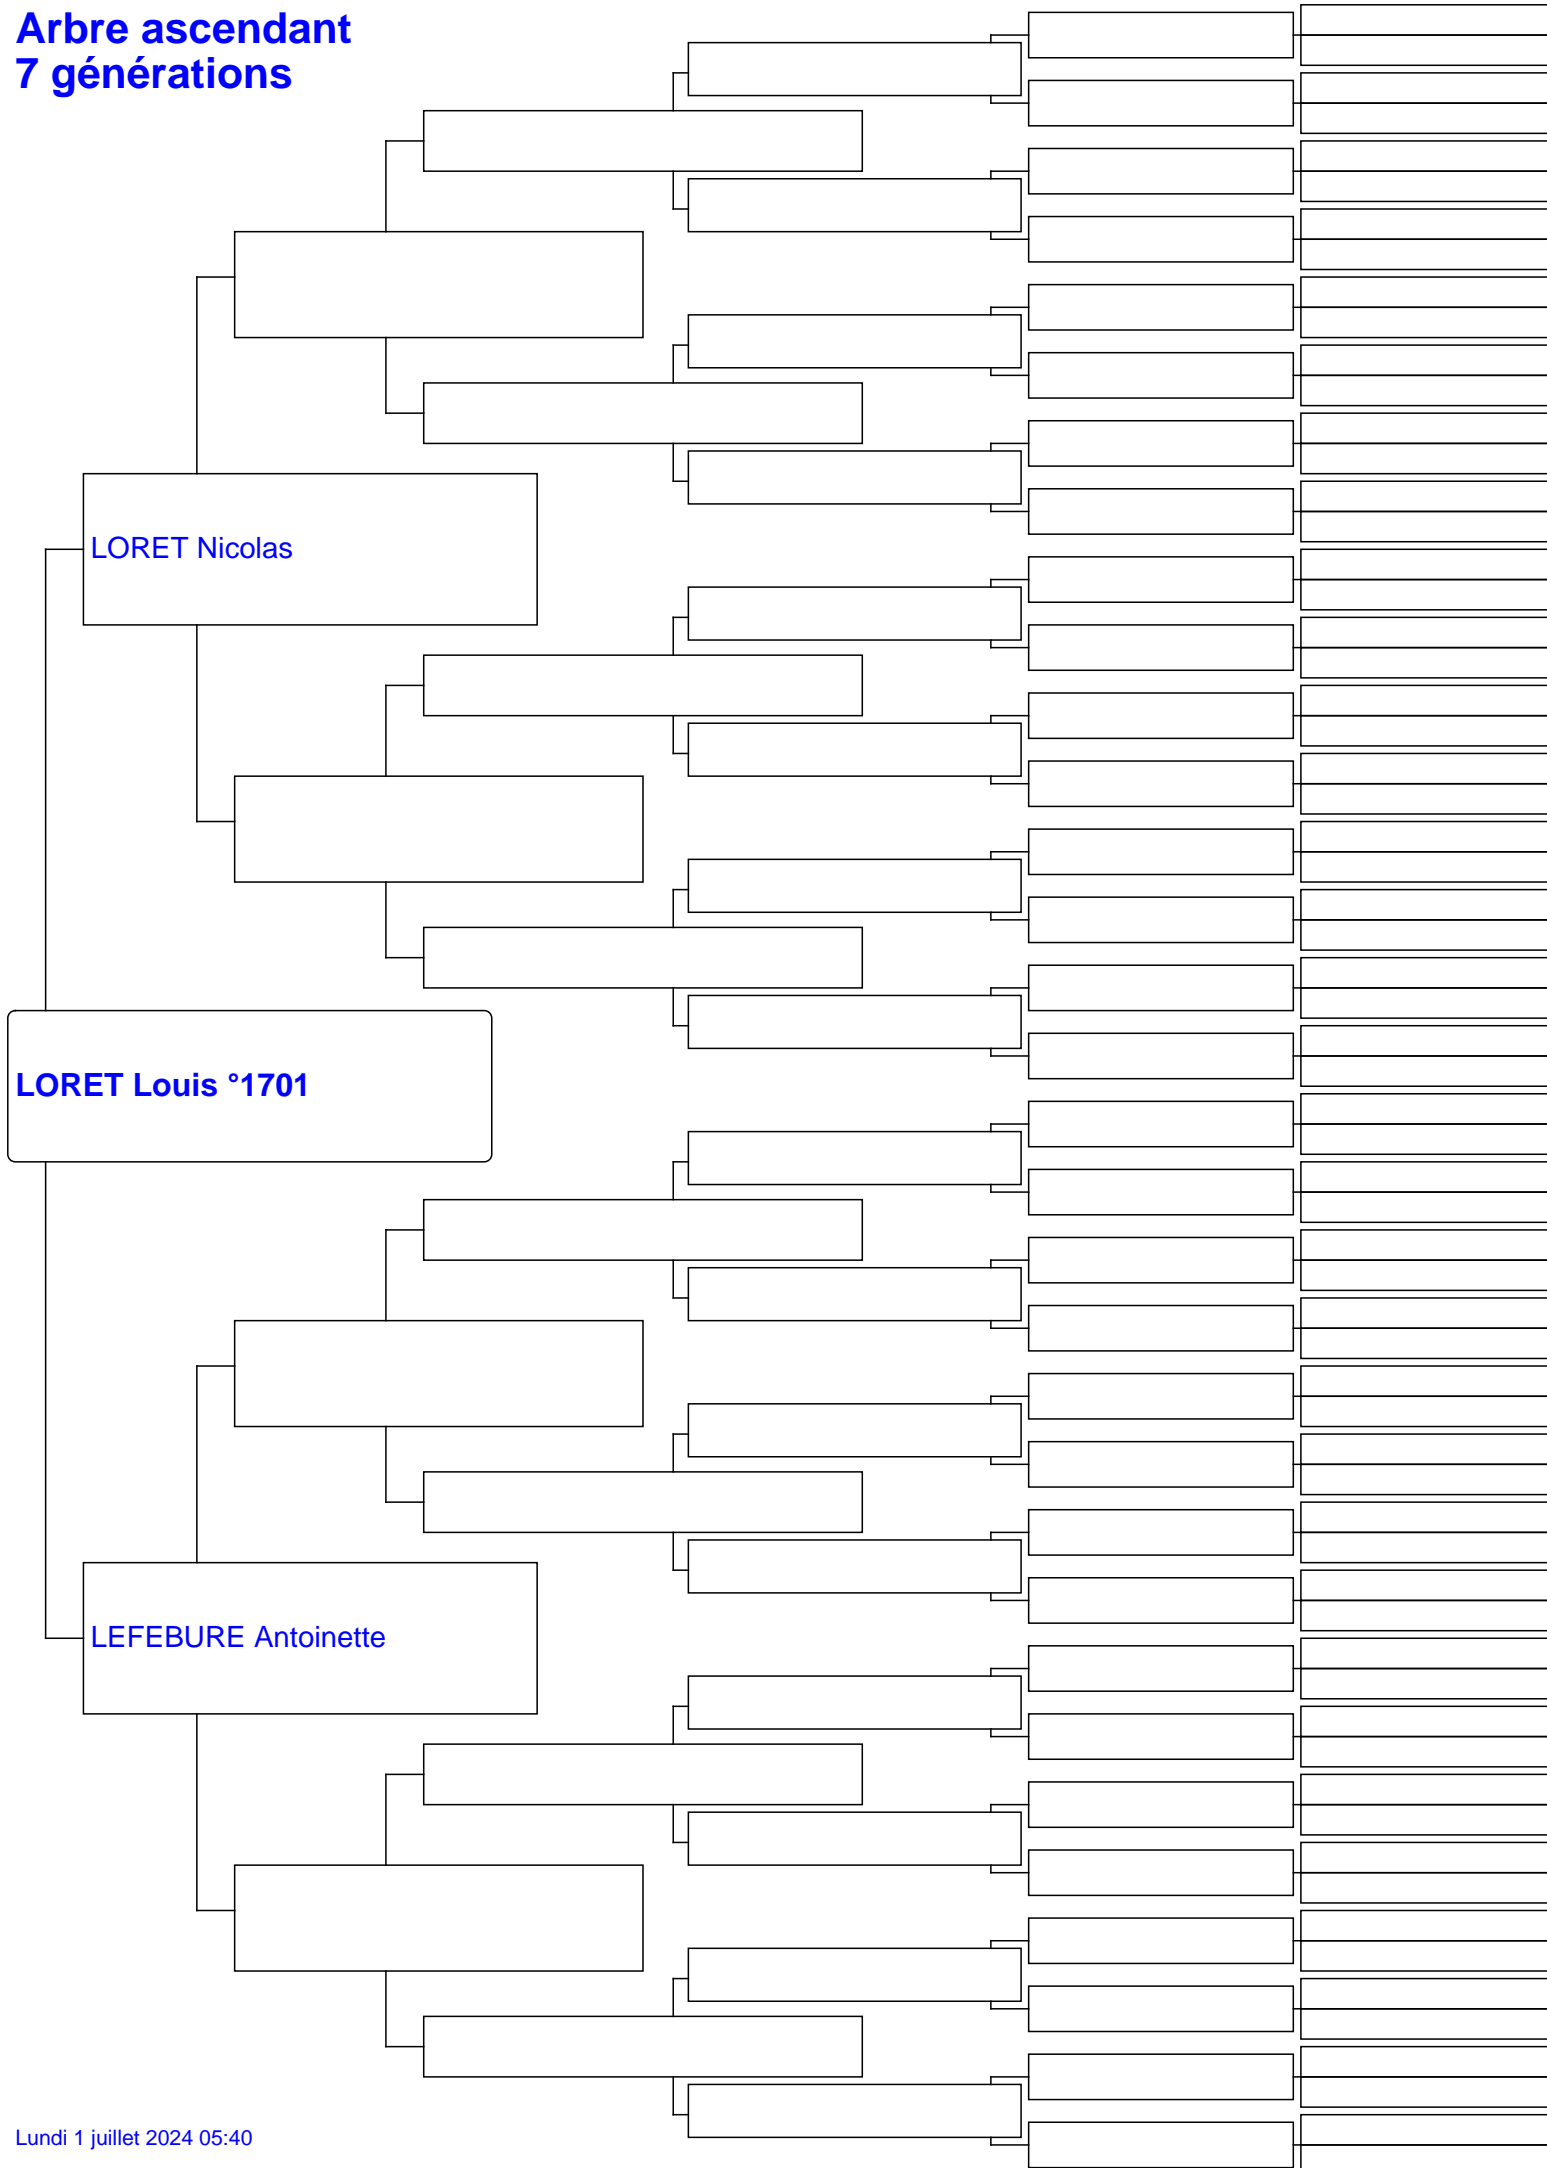 Arbre ascendant
7 générations
LORET Nicolas
LORET Louis °1701
LEFEBURE Antoinette
Lundi 1 juillet 2024 05:40